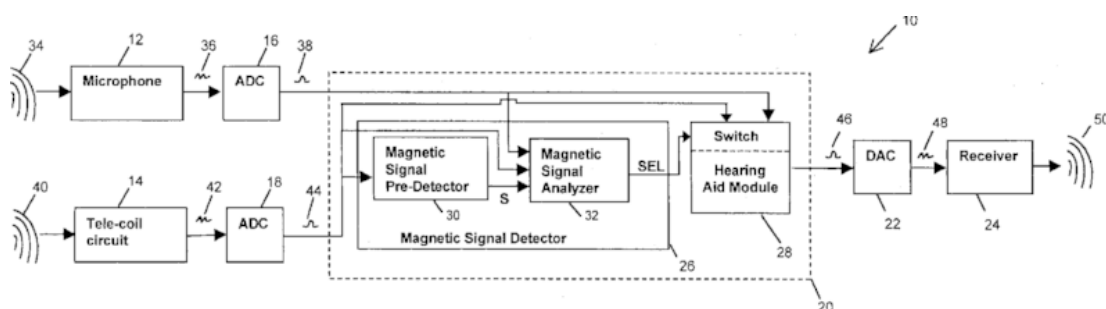 10
34
12
36
16
38
Microphone
ADC
46
48
50
Switch
Hearing
Aid Module
DAC
Receiver
Magnetic
Signal
Pre-Detector
Magnetic
Signal
Analyzer
SEL
S
30
32
28
22
24
40
14
42
18
44
Tele-coil
circuit
ADC
Magnetic Signal Detector
26
20